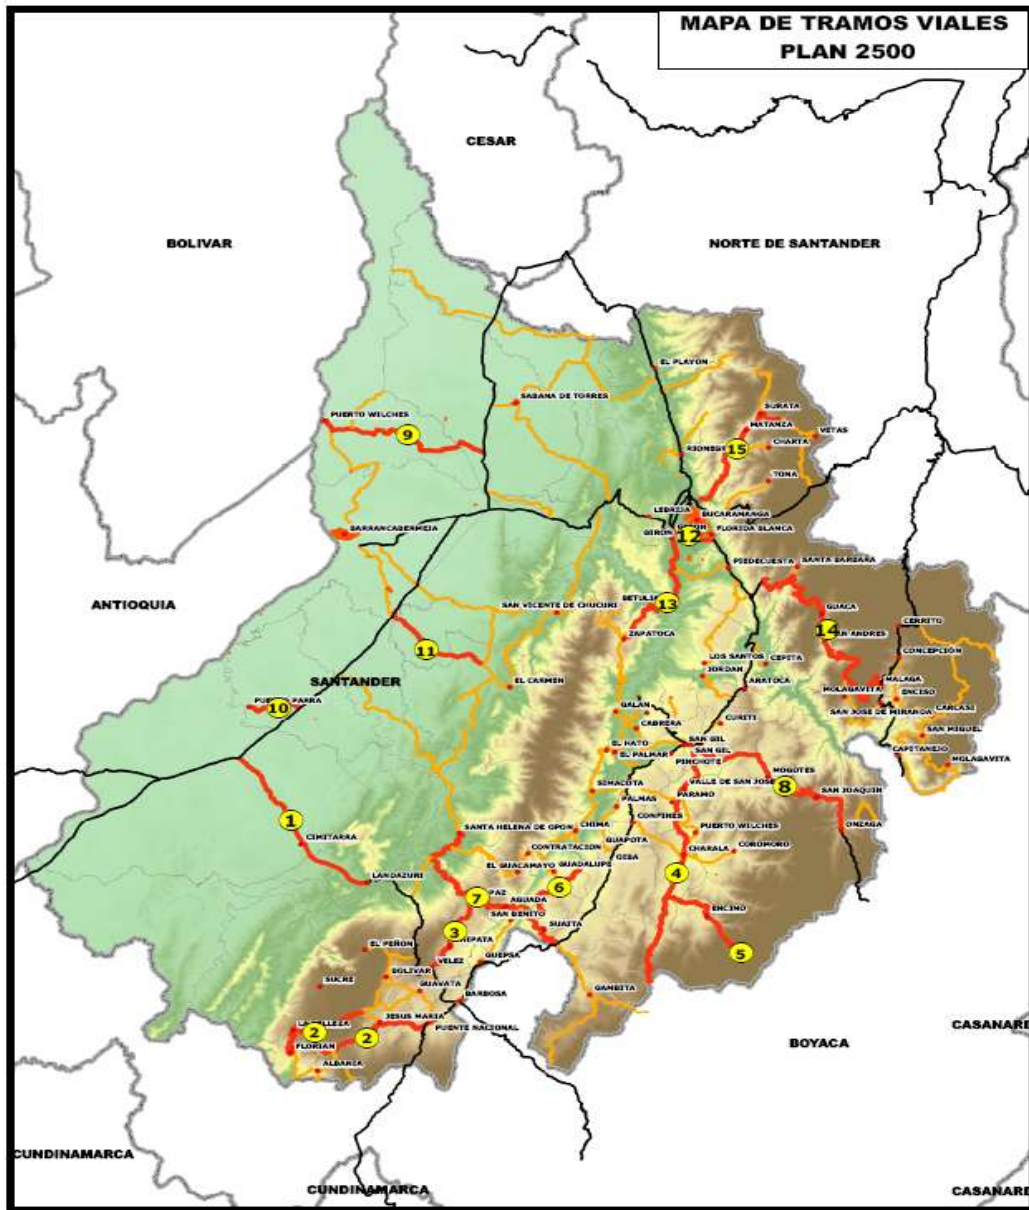 MAPA DE TRAMOS VIALES
PLAN 2500
CESAR
BOLIVAR
NORTE DE SANTANDER
EL PLAYON
SABANA DE TORRES
SURATA
PUERTO WILCHES
MATANZA
9
VETAS
CHARTA
15
TONA
LEBRIJA
BUCARAMANGA
BARRANCABERMEJA
GIRON
12
FLORIDA BLANCA
PIEDECUESTA
SANTA BARBARA
ANTIOQUIA
13
SAN VICENTE DE CHUCURI
GUACA
CERRITO
14
ZAPATOCA
11
CONCEPCIÓN
LOS SANTOS
CEPITA
JORDAN
SANTANDER
EL CARMEN
ARATOCA
MALAGA
MOLAGAVITA
ENCISO
10
GALÁN
SAN JOSE DE MIRANDA
CARCASI
CABRERA
CURITI
SAN MIGUEL
SAN GIL
EL HATO
SAN GIL
CAPITANEJO
EL PALMAR
PINCHOTE
MOLAGAVITA
MOGOTES
SIMACOTA
VALLE DE SAN JOSE
8
SAN JOAQUIN
PARAMO
PALMAS
1
CONFINES
ONZAGA
SANTA HELENA DE OPON
CHIMA
PUERTO WILCHES
CIMITARRA
GUAPOTA
CONTRATACION
CHARALA
COROMORO
OIBA
EL GUACAMAYO
GUADALUPE
4
LANDAZURI
6
7
PAZ
AGUADA
ENCINO
SAN BENITO
3
SUAITA
EL PEÑON
5
VELEZ
GUEPSA
BOLIVAR
SUCRE
GUAVATA
GAMBITA
BARBOSA
JESUS MARIA
2
PUENTE NACIONAL
2
FLORIAN
CASANARE
BOYACA
ALBANIA
CUNDINAMARCA
CUNDINAMARCA
CASANARE